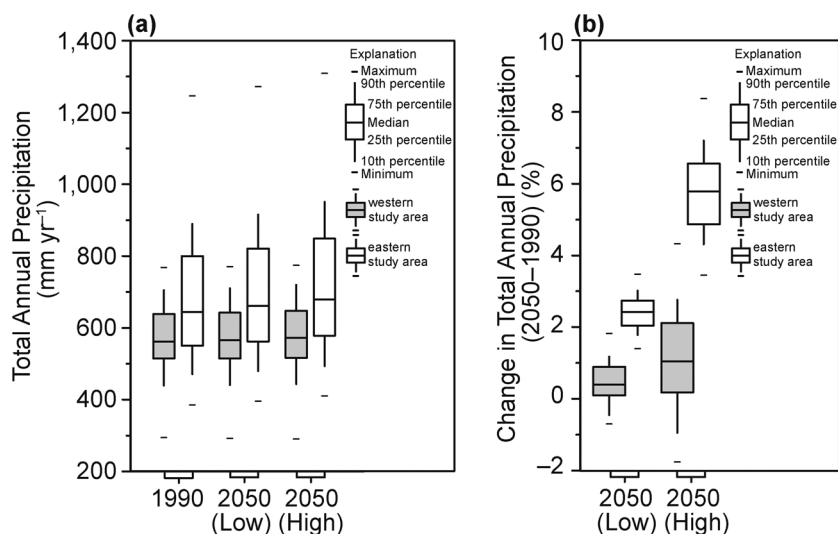 (a)
Total Annual Precipitation
(mm yr–1)
1,400
1,200
1,000
800
600
400
200
1990
2050
(Low)
2050
(High)
Explanation
Maximum
90th percentile
75th percentile
Median
25th percentile
10th percentile
Minimum
western
study area
eastern
study area
(b)
Change in Total Annual Precipitation
(2050–1990) (%)
10
8
6
4
2
0
–2
2050
(Low)
2050
(High)
Explanation
Maximum
90th percentile
75th percentile
Median
25th percentile
10th percentile
Minimum
western
study area
eastern
study area